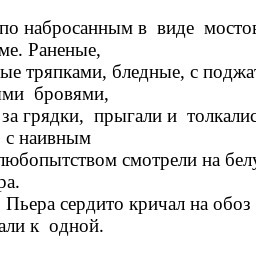 по набросанным в виде мостов
ме. Раненые,
ые тряпками, бледные, с поджат
ми бровями,
за грядки, прыгали и толкалис
с наивным
любопытством смотрели на белу
ра.
Пьера сердито кричал на обоз
али к одной.